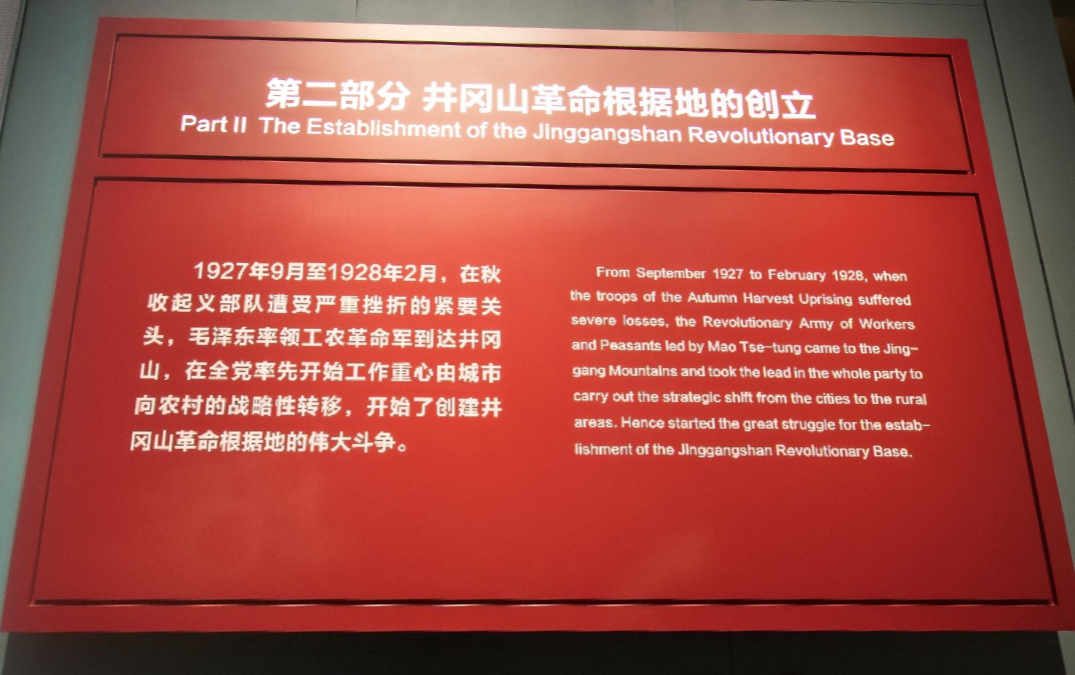 第二部分 井冈山革命根据地的创立
Part II The Establishment of the Jinggangshan Revolutionary Base
1927年9月至1928年2月，在秋
收起义部队遭受严重挫折的紧要关
头，毛泽东率领工农革命军到达井冈
山，在全党率先开始工作重心由城市
向农村的战略性转移，开始了创建井
冈山革命根据地的伟大斗争。
From September 1927 to February 1928, when
the troops of the Autumn Harvest Uprising suffered
severe losses, the Revolutionary Army of Workers
and Peasants led by Mao Tse-tung came to the Jing-
gang Mountains and took the lead in the whole party to
carry out the strategic shift from the cities to the rural
areas. Hence started the great struggle for the estab-
lishment of the Jinggangshan Revolutionary Base.